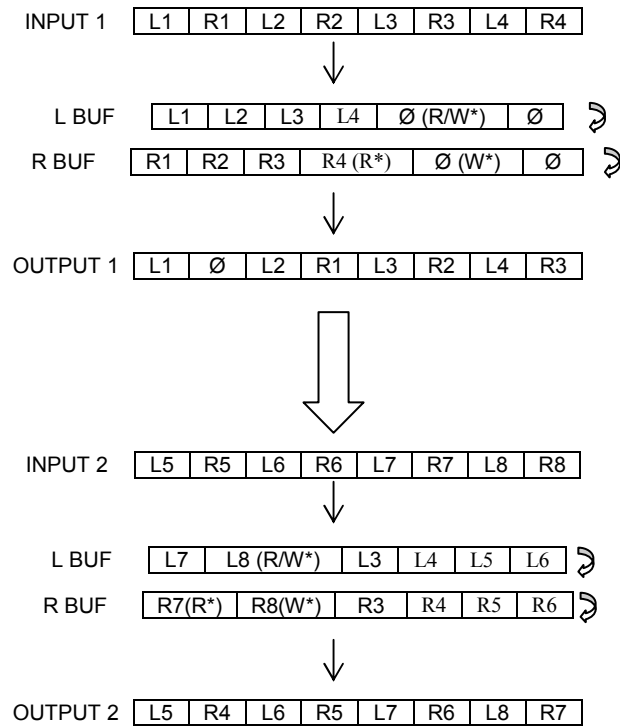 INPUT 1 L1 R1 L2 R2 L3 R3 L4 R4
L BUF L1 L2 L3 L4 Ø (R/W*) Ø
R BUF R1 R2 R3 R4 (R*) Ø (W*) Ø
OUTPUT 1 L1 Ø L2 R1 L3 R2 L4 R3
INPUT 2 L5 R5 L6 R6 L7 R7 L8 R8
L BUF L7 L8 (R/W*) L3 L4 L5 L6
R BUF R7(R*) R8(W*) R3 R4 R5 R6
OUTPUT 2 L5 R4 L6 R5 L7 R6 L8 R7